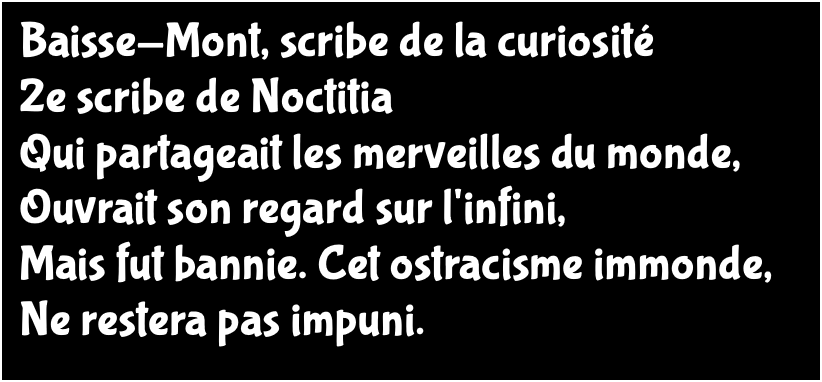 Baisse-Mont, scribe de la curiosité
2e scribe de Noctitia
Qui partageait les merveilles du monde,
Ouvrait son regard sur l'infini,
Mais fut bannie. Cet ostracisme immonde,
Ne restera pas impuni.